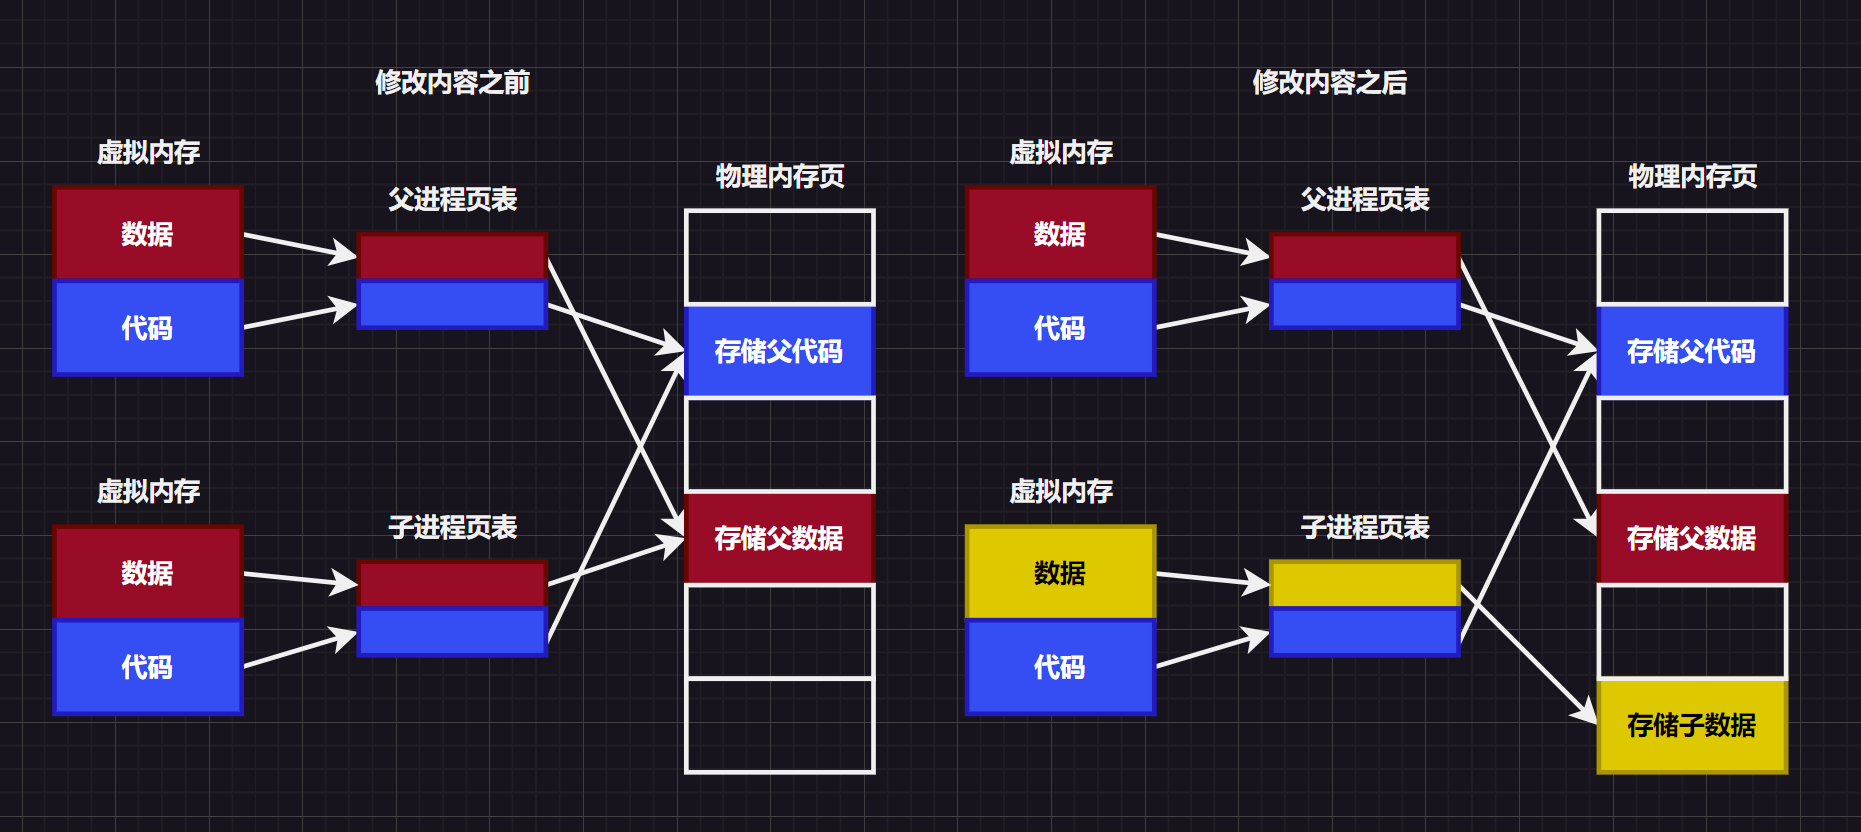 修改内容之前
虚拟内存
数据
代码
父进程页表
物理内存页
存储父代码
存储父数据
虚拟内存
数据
代码
子进程页表
修改内容之后
虚拟内存
数据
代码
父进程页表
物理内存页
存储父代码
存储父数据
存储子数据
虚拟内存
数据
代码
子进程页表